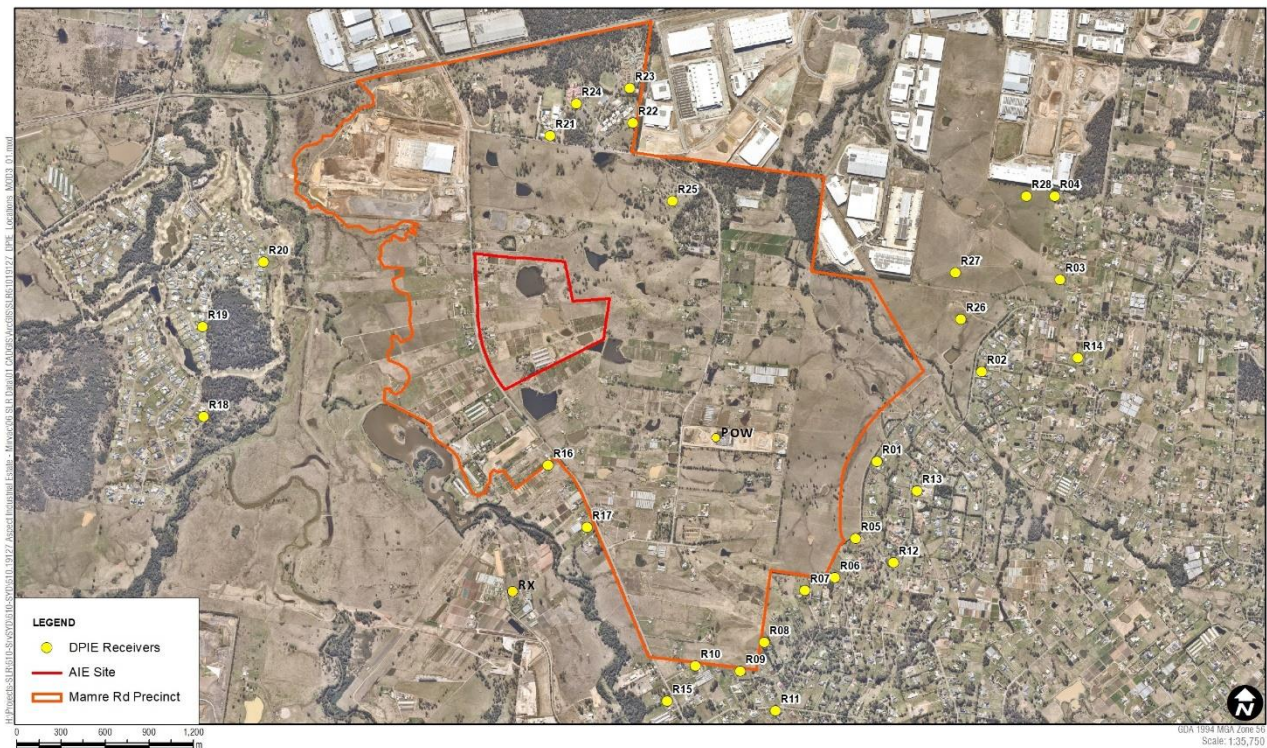 R23
R24
R22
R21
R25
R28
R04
R20
R27
R03
R26
R19
R14
R02
R18
POW
R01
R16
R13
R17
R05
R12
R06
R07
RX
R08
R10
R09
R15
R11
LEGEND
DPIE Receivers
AIE Site
Mamre Rd Precinct
N
0 300 600 900 1,200
m
GDA 1994 MGA Zone 56
Scale: 1:35,750